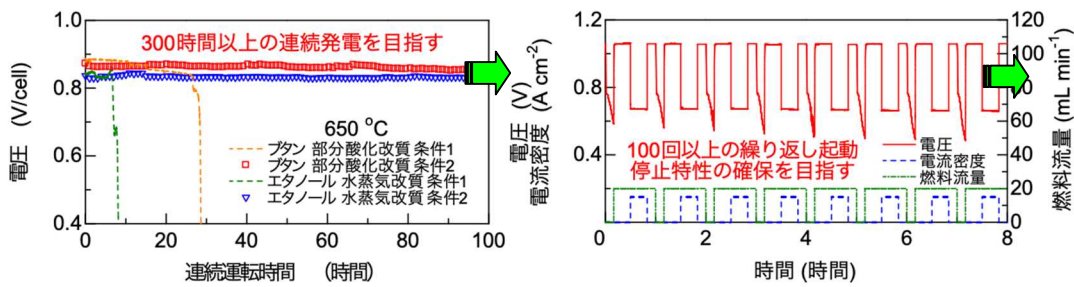 1.0
0.8
0.6
0.4
電圧 (V/cell)
300時間以上の連続発電を目指す
650 ℃
ブタン 部分酸化改質 条件1
ブタン 部分酸化改質 条件2
エタノール 水蒸気改質 条件1
エタノール 水蒸気改質 条件2
0 20 40 60 80 100
連続運転時間 (時間)
1.2
0.8
0.4
0
電圧 (V)
電流密度 (A cm⁻²)
100回以上の繰り返し起動
停止特性の確保を目指す
電圧
電流密度
燃料流量
120
100
80
60
40
20
0
燃料流量 (mL min⁻¹)
0 2 4 6 8
時間 (時間)